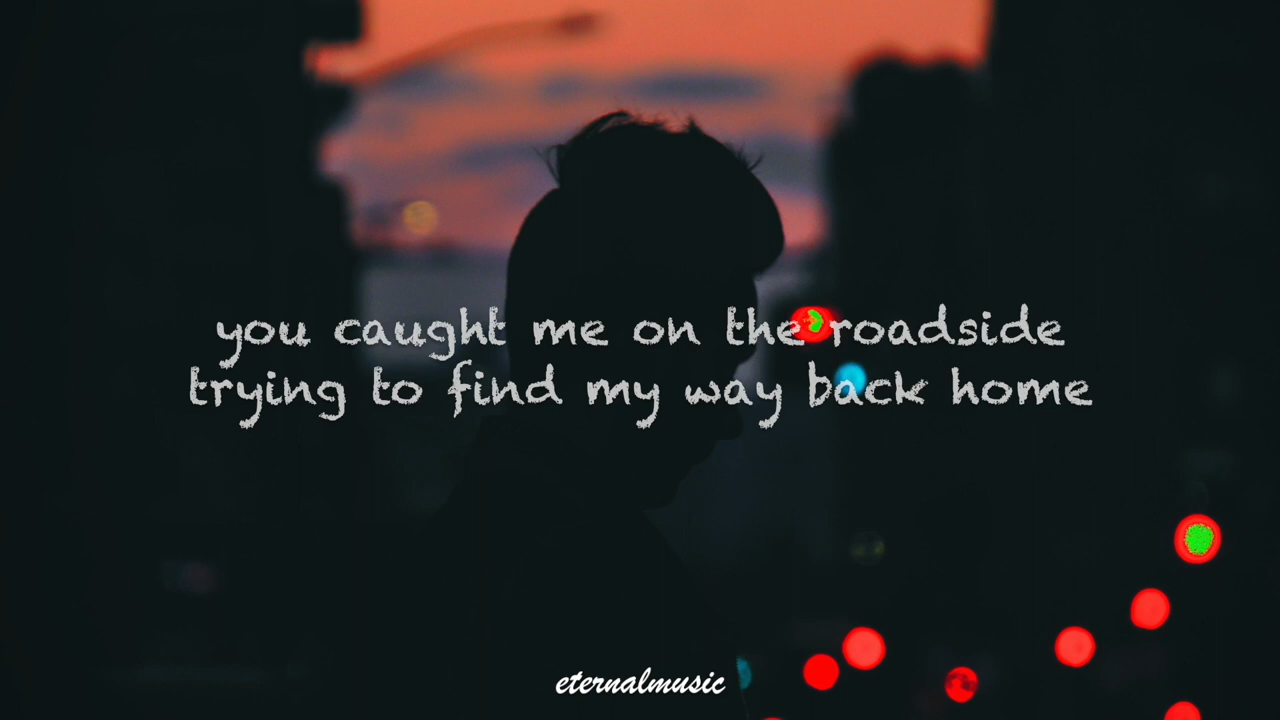 you caught me on the roadside
trying to find my way back home
eternalmusic